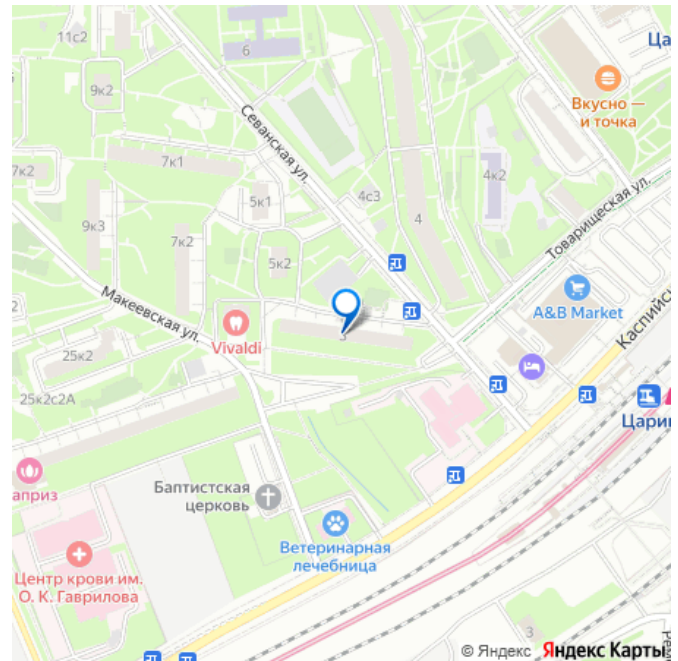 11с2
6
Ца
9к2
Вкусно —
и точка
Севанская ул.
7к1
7к2
4с3
4к2
5к1
4
9к3
7к2
Товарищеская ул.
5к2
Макеевская ул.
A&B Market
Каспийс
Vivaldi
3
25к2
25к2с2А
Цари
априз
Баптистская
церковь
Ветеринарная
лечебница
Центр крови им.
О. К. Гаврилова
3
© Яндекс Яндекс Карты